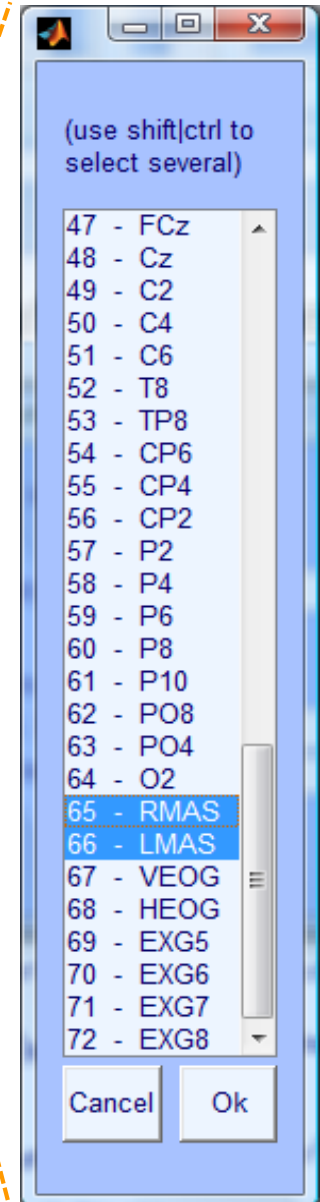 (use shift|ctrl to
select several)
47 - FCz
48 - Cz
49 - C2
50 - C4
51 - C6
52 - T8
53 - TP8
54 - CP6
55 - CP4
56 - CP2
57 - P2
58 - P4
59 - P6
60 - P8
61 - P10
62 - PO8
63 - PO4
64 - O2
65 - RMAS
66 - LMAS
67 - VEOG
68 - HEOG
69 - EXG5
70 - EXG6
71 - EXG7
72 - EXG8
Cancel Ok